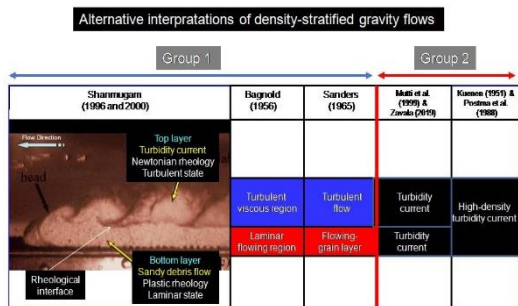 Alternative interpratations of density-stratified gravity flows
Group 1
Group 2
Shanmugam
(1996 and 2000)
Bagnold
(1956)
Sanders
(1965)
Mutti et al.
(1999) &
Zavala (2019)
Kuenen (1951) &
Postma et al.
(1988)
Flow Direction
head
Top layer
Turbidity current
Newtonian rheology
Turbulent state
Rheological
interface
Bottom layer
Sandy debris flow
Plastic rheology
Laminar state
Turbulent
viscous region
Laminar
flowing region
Turbulent
flow
Flowing-
grain layer
Turbidity
current
Turbidity
current
High-density
turbidity current